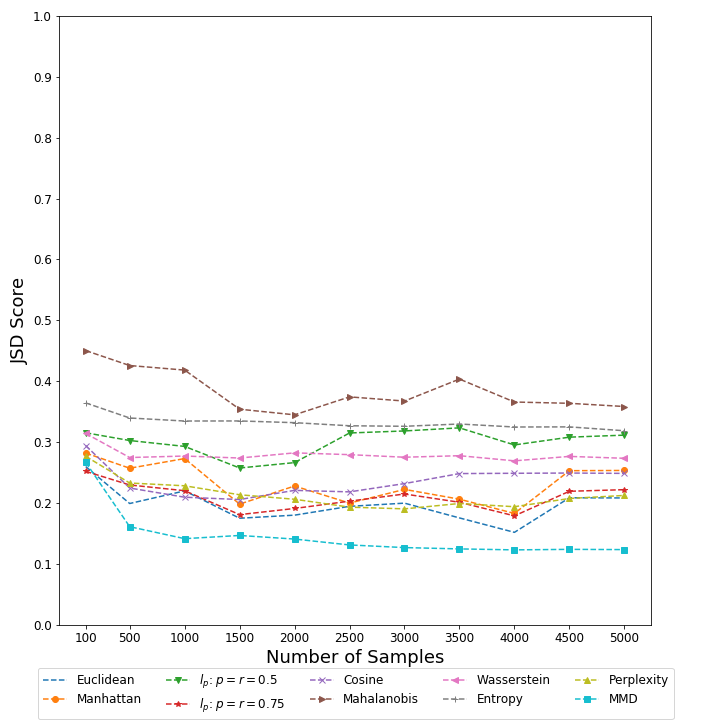 1.0
0.9
0.8
0.7
0.6
0.5
0.4
0.3
0.2
0.1
0.0
JSD Score
100 500 1000 1500 2000 2500 3000 3500 4000 4500 5000
Number of Samples
Euclidean l_p: p = r = 0.5 Cosine Wasserstein Perplexity
Manhattan l_p: p = r = 0.75 Mahalanobis Entropy MMD